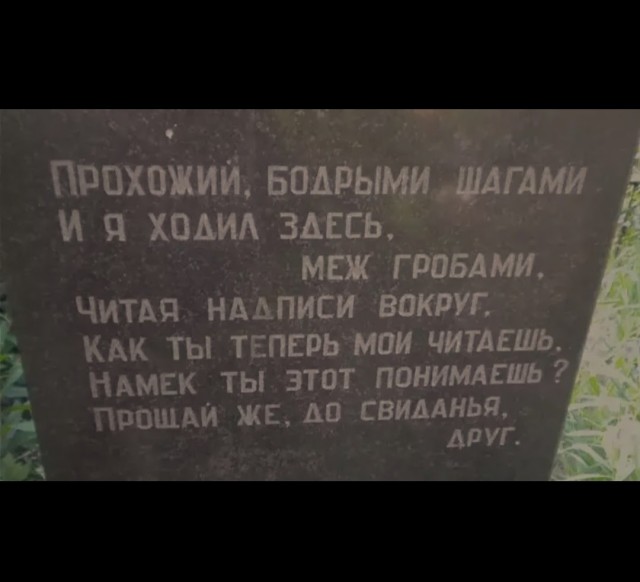 Прохожий, бодрыми шагами
И я ходил здесь,
меж гробами,
Читая надписи вокруг,
Как ты теперь мои читаешь.
Намек ты этот понимаешь?
Прощай же, до свиданья,
друг.